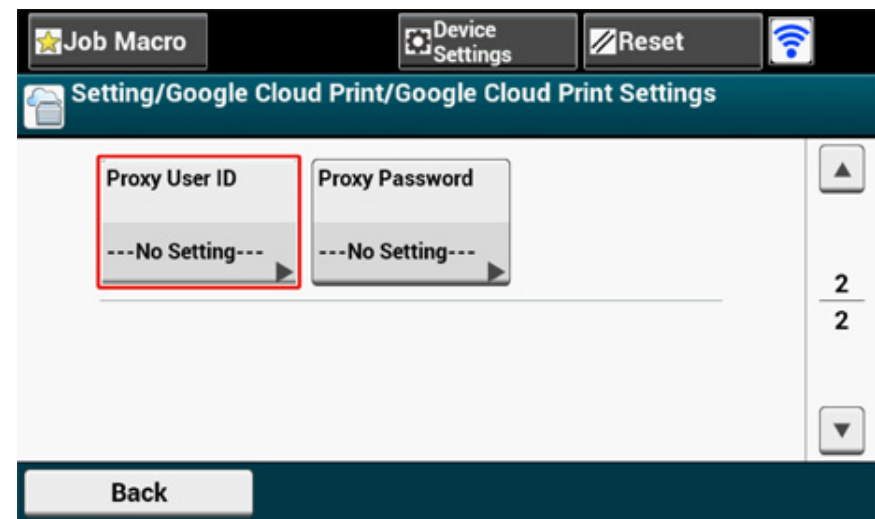 Job Macro
Device
Settings
Reset
Setting/Google Cloud Print/Google Cloud Print Settings
Proxy User ID
Proxy Password
---No Setting---
---No Setting---
2
2
Back